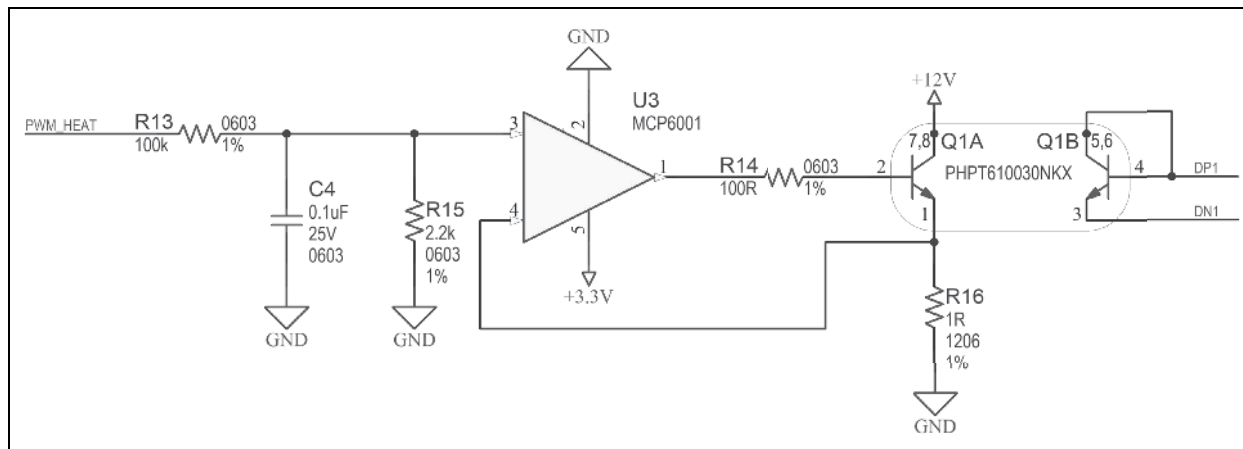 GND
U3
MCP6001
+12V
PWM_HEAT
R13
0603
100k
1%
3
2
7,8
Q1A
Q1B
5,6
PHPT610030NKX
1
R14
0603
100R
1%
2
4
DP1
C4
0.1uF
25V
0603
R15
2.2k
0603
1%
4
5
1
3
DN1
+3.3V
R16
1R
1206
1%
GND
GND
GND